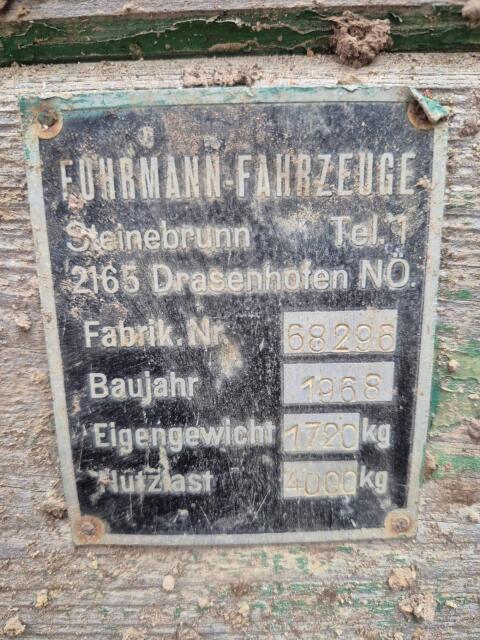 FUHRMANN-FAHRZEUGE
Steinebrunn Tel. 1
2165 Drasenhofen NÖ.
Fabrik. Nr. 68296
Baujahr 1968
Eigengewicht 1720 kg
Nutzlast 4000 kg